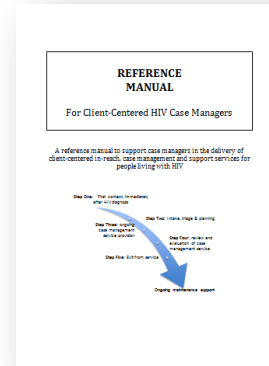 REFERENCE
MANUAL
For Client-Centered HIV Case Managers
A reference manual to support case managers in the delivery of
client-centered in-reach, case management and support services for
people living with HIV
Step One: First contact, immediately
after HIV diagnosis
Step Two: Intake, triage & planning
Step Three: ongoing
case management
service provision
Step Four: review and
evaluation of case
management service
Step Five: Exit from service
Ongoing maintenance support